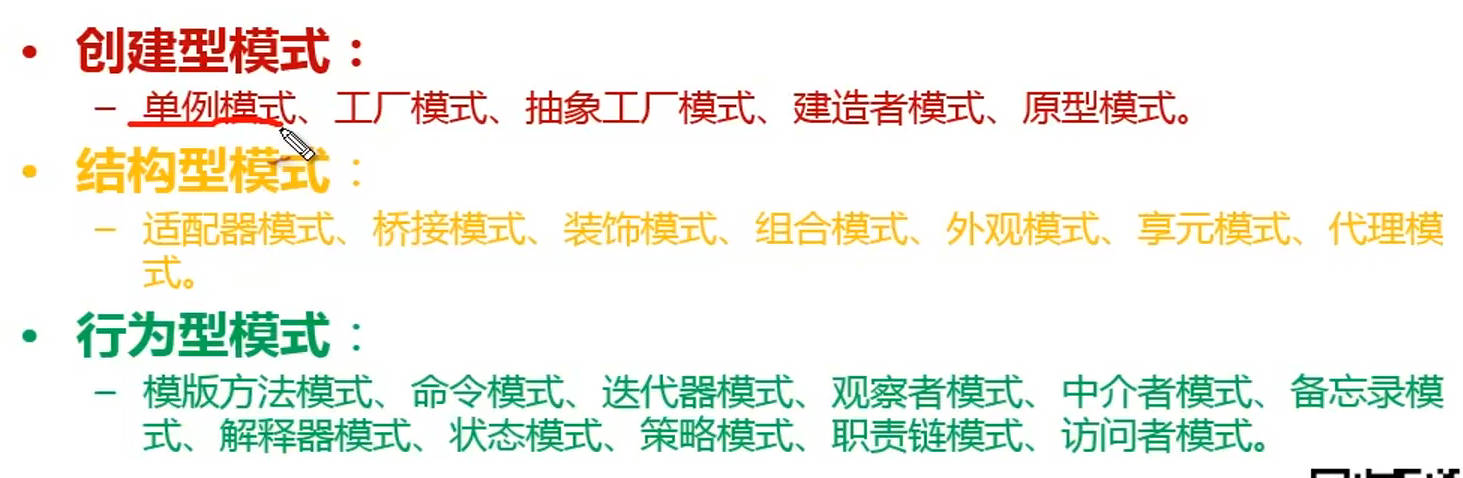 • 创建型模式：
– 单例模式、工厂模式、抽象工厂模式、建造者模式、原型模式。
• 结构型模式：
– 适配器模式、桥接模式、装饰模式、组合模式、外观模式、享元模式、代理模
式。
• 行为型模式：
– 模版方法模式、命令模式、迭代器模式、观察者模式、中介者模式、备忘录模
式、解释器模式、状态模式、策略模式、职责链模式、访问者模式。